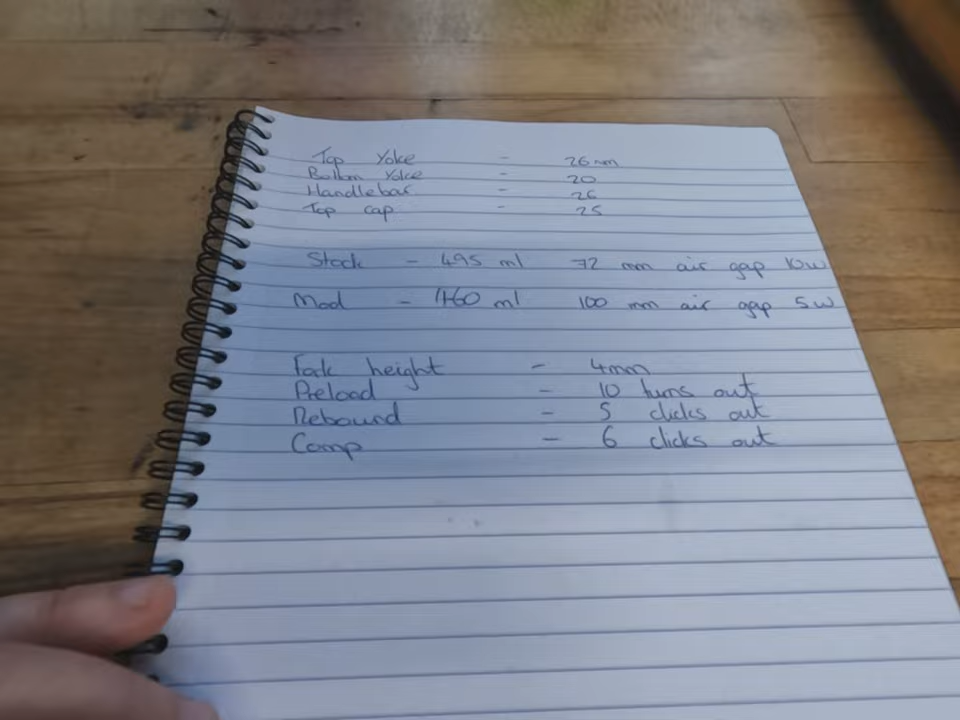 Top Yoke - 26nm
Bottom Yoke - 20
Handlebar - 26
Top cap - 25
Stock - 495 ml 72 mm air gap 10w
Mod - 460 ml 100 mm air gap 5w
Fork height - 4mm
Preload - 10 turns out
Rebound - 5 clicks out
Comp - 6 clicks out